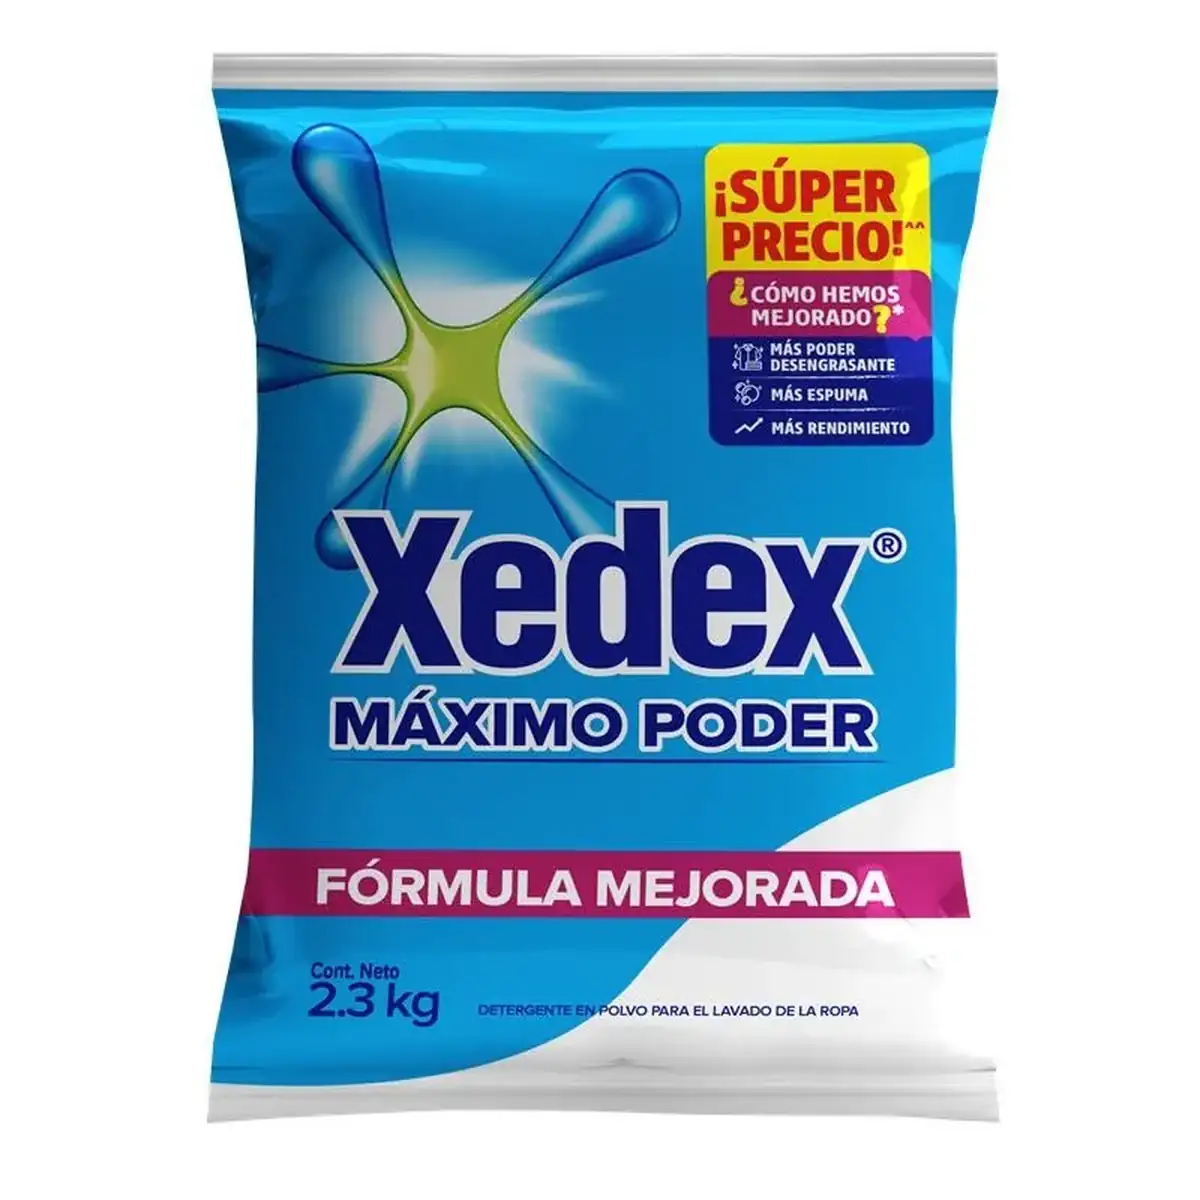 ¡SÚPER
PRECIO!^^
¿CÓMO HEMOS
MEJORADO?*
MÁS PODER
DESENGRASANTE
MÁS ESPUMA
MÁS RENDIMIENTO
Xedex®
MÁXIMO PODER
FÓRMULA MEJORADA
Cont. Neto
2.3 kg
DETERGENTE EN POLVO PARA EL LAVADO DE LA ROPA